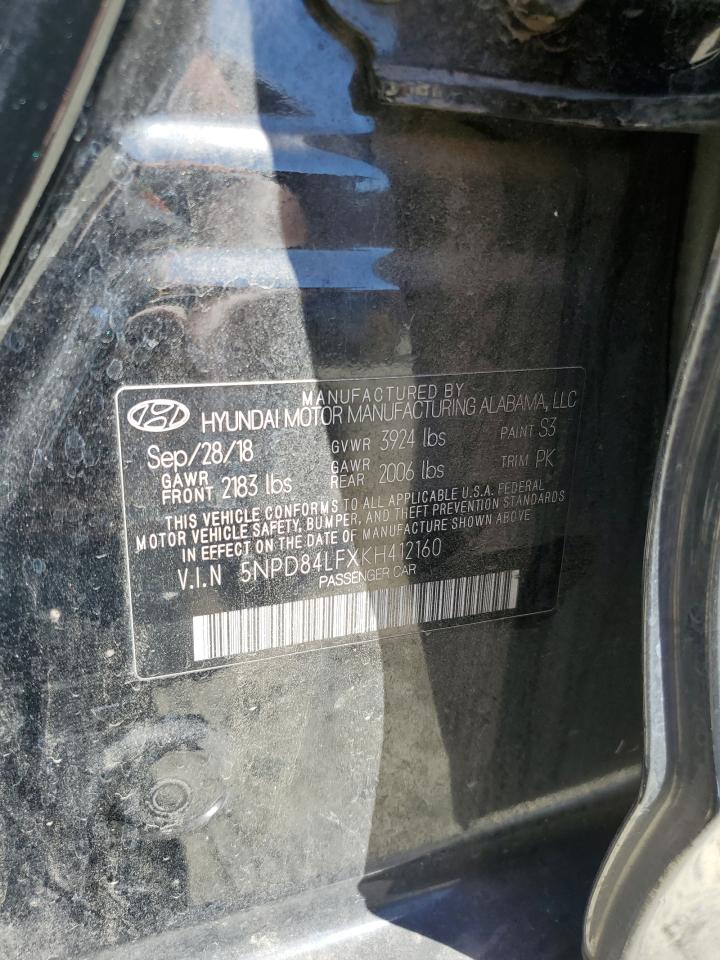 MANUFACTURED BY
HYUNDAI MOTOR MANUFACTURING ALABAMA, LLC
Sep/28/18 GVWR 3924 lbs PAINT S3
GAWR FRONT 2183 lbs GAWR REAR 2006 lbs TRIM PK
THIS VEHICLE CONFORMS TO ALL APPLICABLE U.S.A. FEDERAL
MOTOR VEHICLE SAFETY, BUMPER, AND THEFT PREVENTION STANDARDS
IN EFFECT ON THE DATE OF MANUFACTURE SHOWN ABOVE
V.I.N 5NPD84LFXKH412160
PASSENGER CAR